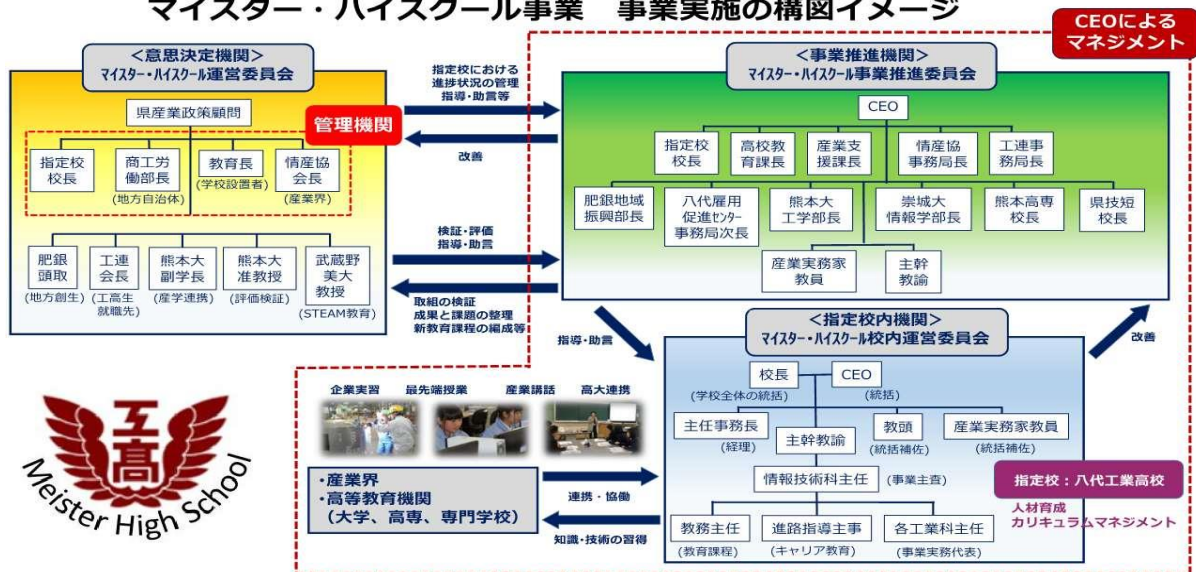 マイスター・ハイスクール事業 事業実施の構図イメージ
CEOによる
マネジメント
<意思決定機関>
マイスター・ハイスクール運営委員会
県産業政策顧問
管理機関
指定校
校長
商工労
働部長
(地方自治体)
教育長
(学校設置者)
情産協
会長
(産業界)
肥銀
頭取
(地方創生)
工連
会長
(工高生
就職先)
熊本大
副学長
(産学連携)
熊本大
准教授
(評価検証)
武蔵野
美大
教授
(STEAM教育)
指定校における
進捗状況の管理
指導・助言等
改善
検証・評価
指導・助言
取組の検証
成果と課題の整理
新教育課程の編成等
<事業推進機関>
マイスター・ハイスクール事業推進委員会
CEO
指定校
校長
高校教
育課長
産業支
援課長
情産協
事務局長
工連事
務局長
肥銀地域
振興部長
八代雇用
促進センター
事務局次長
熊本大
工学部長
崇城大
情報学部長
熊本高専
校長
県技短
校長
産業実務家
教員
主幹
教諭
指導・助言
改善
<指定校内機関>
マイスター・ハイスクール校内運営委員会
校長
(学校全体の統括)
CEO
(統括)
主任事務長
(経理)
主幹教諭
教頭
(統括補佐)
産業実務家教員
(統括補佐)
情報技術科主任
(事業主査)
教務主任
(教育課程)
進路指導主事
(キャリア教育)
各工業科主任
(事業実務代表)
指定校：八代工業高校
人材育成
カリキュラムマネジメント
企業実習
最先端授業
産業講話
高大連携
・産業界
・高等教育機関
(大学、高専、専門学校)
連携・協働
知識・技術の習得
工高
Meister High School